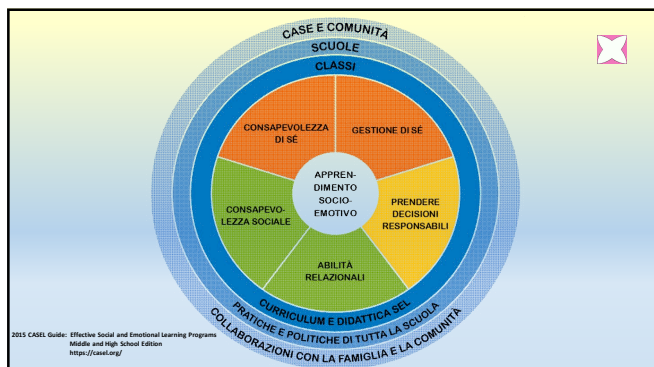 CASE E COMUNITÀ
SCUOLE
CLASSI
CONSAPEVOLEZZA
DI SÉ
GESTIONE DI SÉ
APPREN-
DIMENTO
SOCIO-
EMOTIVO
CONSAPEVO-
LEZZA SOCIALE
PRENDERE
DECISIONI
RESPONSABILI
ABILITÀ
RELAZIONALI
CURRICULUM E DIDATTICA SEL
PRATICHE E POLITICHE DI TUTTA LA SCUOLA
COLLABORAZIONI CON LA FAMIGLIA E LA COMUNITÀ
2015 CASEL Guide: Effective Social and Emotional Learning Programs
Middle and High School Edition
https://casel.org/